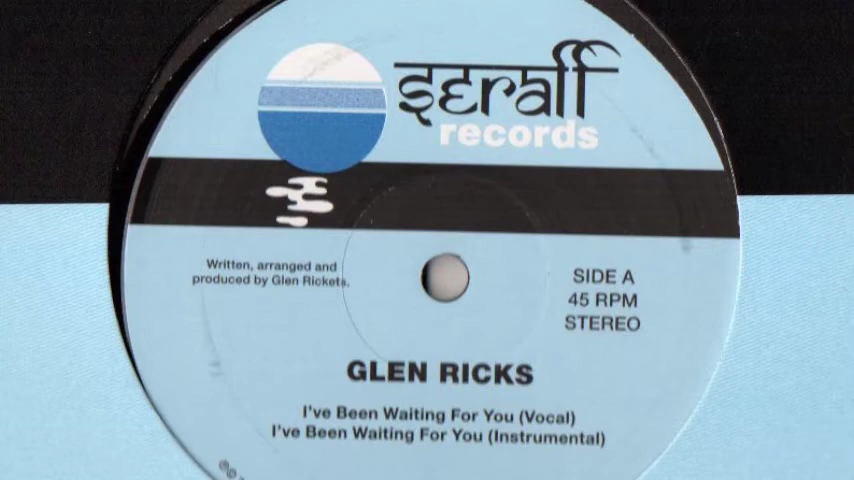 seraff
records
Written, arranged and
produced by Glen Rickets.
SIDE A
45 RPM
STEREO
GLEN RICKS
I've Been Waiting For You (Vocal)
I've Been Waiting For You (Instrumental)